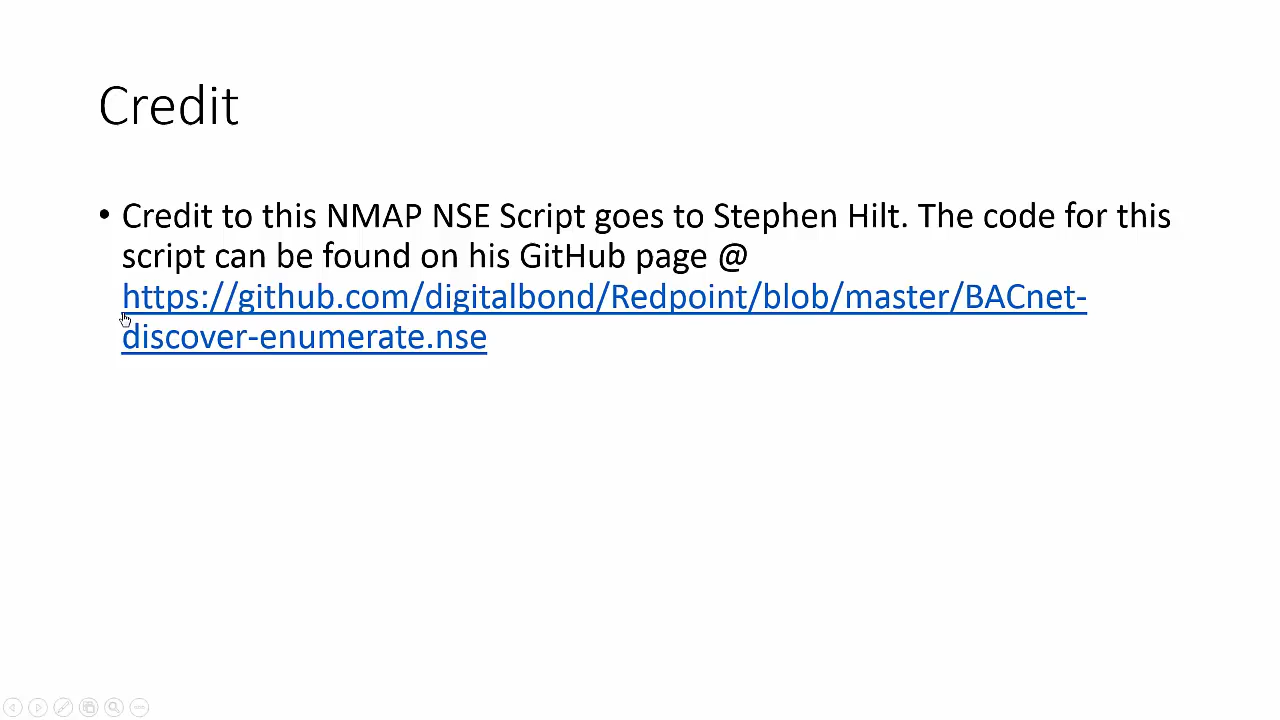 Credit
• Credit to this NMAP NSE Script goes to Stephen Hilt. The code for this
script can be found on his GitHub page @
https://github.com/digitalbond/Redpoint/blob/master/BACnet-
discover-enumerate.nse